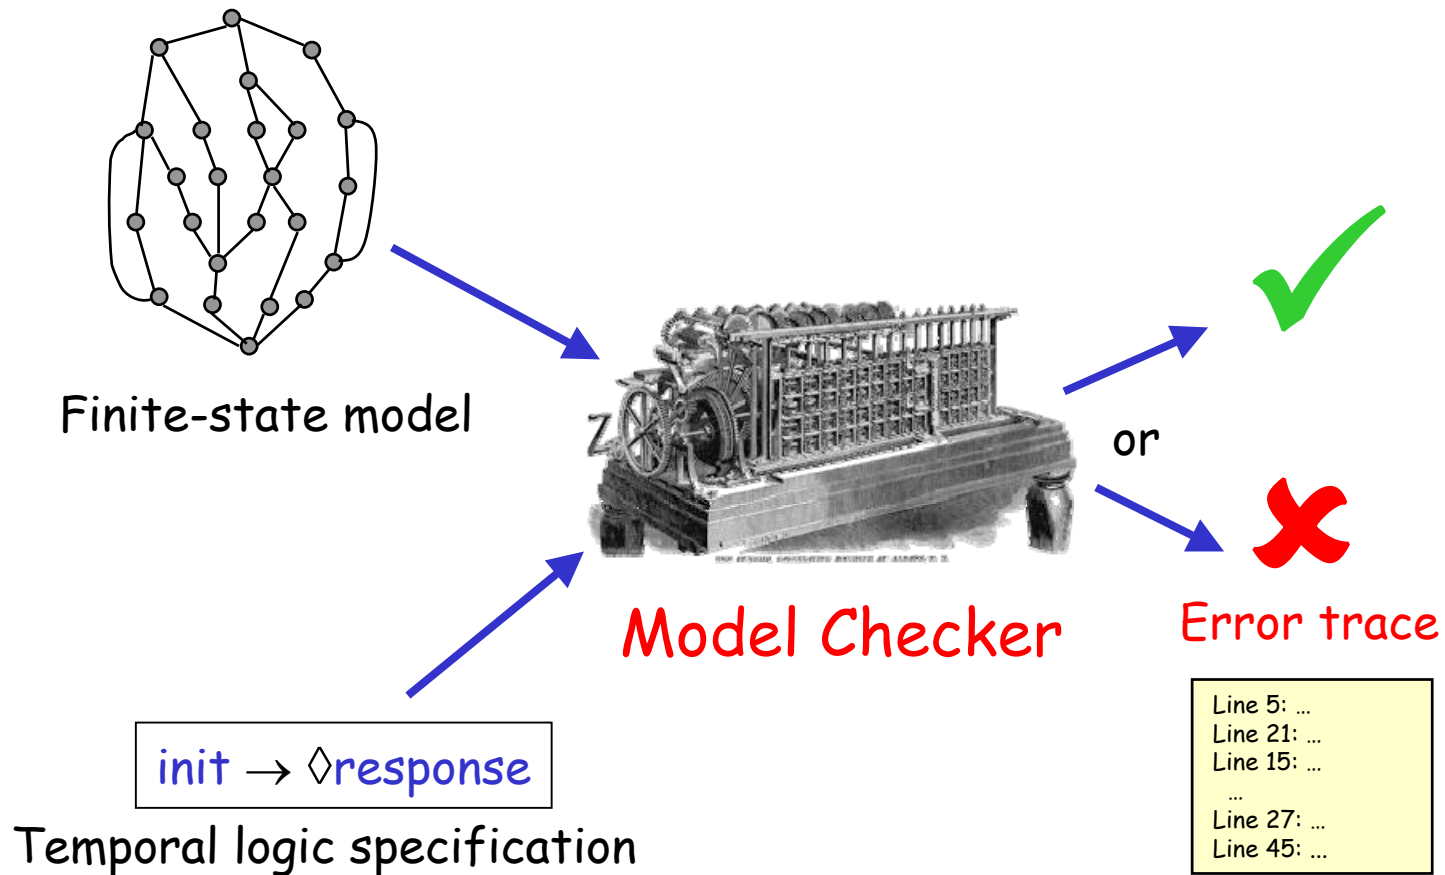 Finite-state model
or
Model Checker
Error trace
Line 5: ...
Line 21: ...
Line 15: ...
...
Line 27: ...
Line 45: ...
init → ◊response
Temporal logic specification